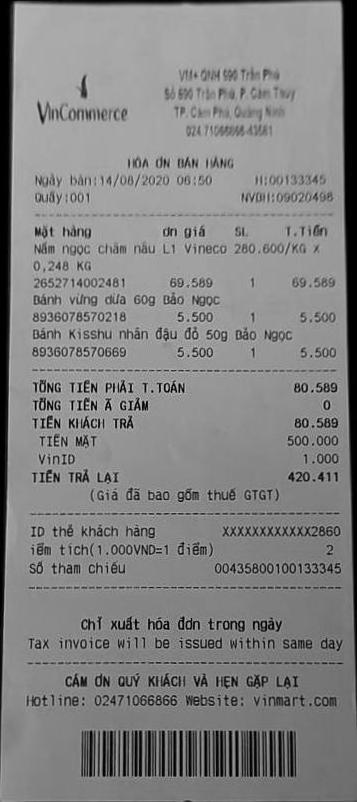 VinCommerce
VM+ QNH 590 Trần Phú
Số 590 Trần Phú, P. Cẩm Thuỷ
TP. Cẩm Phả, Quảng Ninh
024.71066866-43581
HÓA ĐƠN BÁN HÀNG
Ngày bán:14/08/2020 06:50 H:00133345
Quầy:001 NVBH:09020498
Mặt hàng ơn giá SL T.Tiền
Nấm ngọc châm nâu L1 Vineco 280.600/KG X
0,248 KG
2652714002481 69.589 1 69.589
Bánh vừng dừa 60g Bảo Ngọc
8936078570218 5.500 1 5.500
Bánh Kisshu nhân đậu đỏ 50g Bảo Ngọc
8936078570669 5.500 1 5.500
TỔNG TIỀN PHẢI T.TOÁN 80.589
TỔNG TIỀN Ã GIẢM 0
TIỀN KHÁCH TRẢ 80.589
TIỀN MẶT 500.000
VinID 1.000
TIỀN TRẢ LẠI 420.411
(Giá đã bao gồm thuế GTGT)
ID thẻ khách hàng XXXXXXXXXXXX2860
iểm tích(1.000VND=1 điểm) 2
Số tham chiếu 00435800100133345
Chỉ xuất hóa đơn trong ngày
Tax invoice will be issued within same day
CẢM ƠN QUÝ KHÁCH VÀ HẸN GẶP LẠI
Hotline: 02471066866 Website: vinmart.com